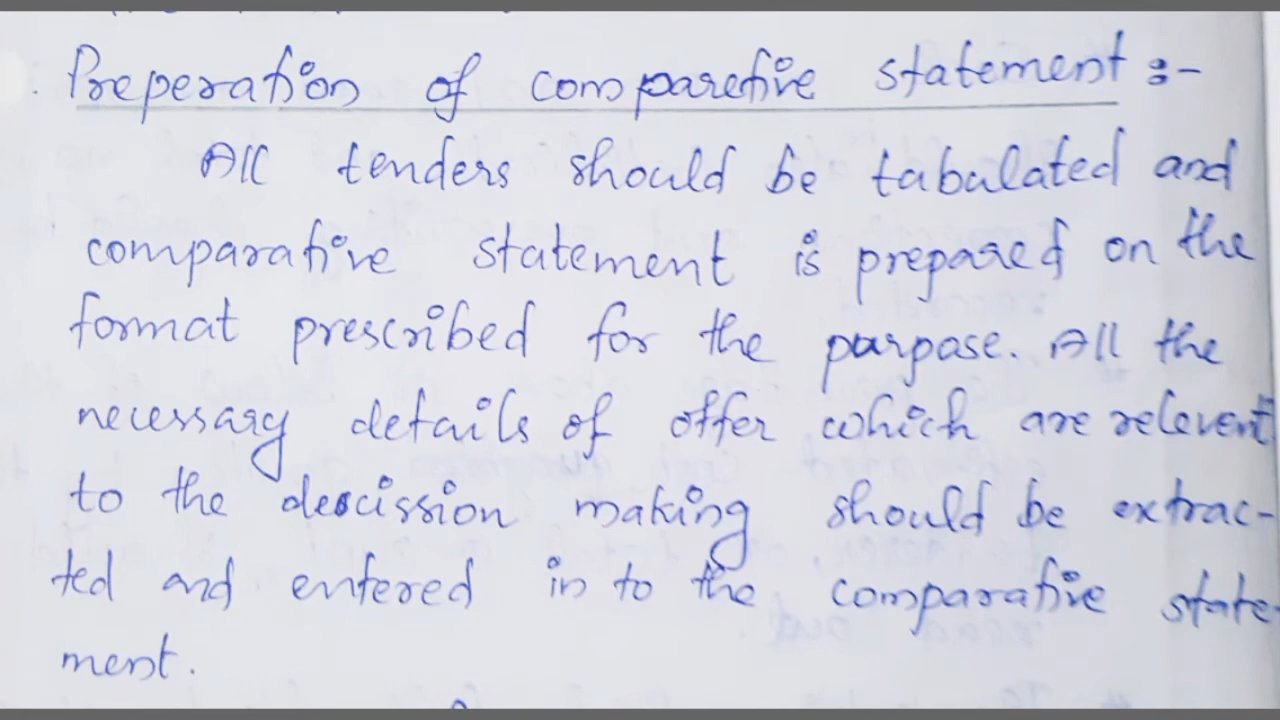 Preperation of comparetive statement :-
All tenders should be tabulated and
comparative statement is prepared on the
format prescribed for the purpase. All the
necessary details of offer which are relevent
to the descission making should be extrac-
ted and entered in to the comparative state-
ment.